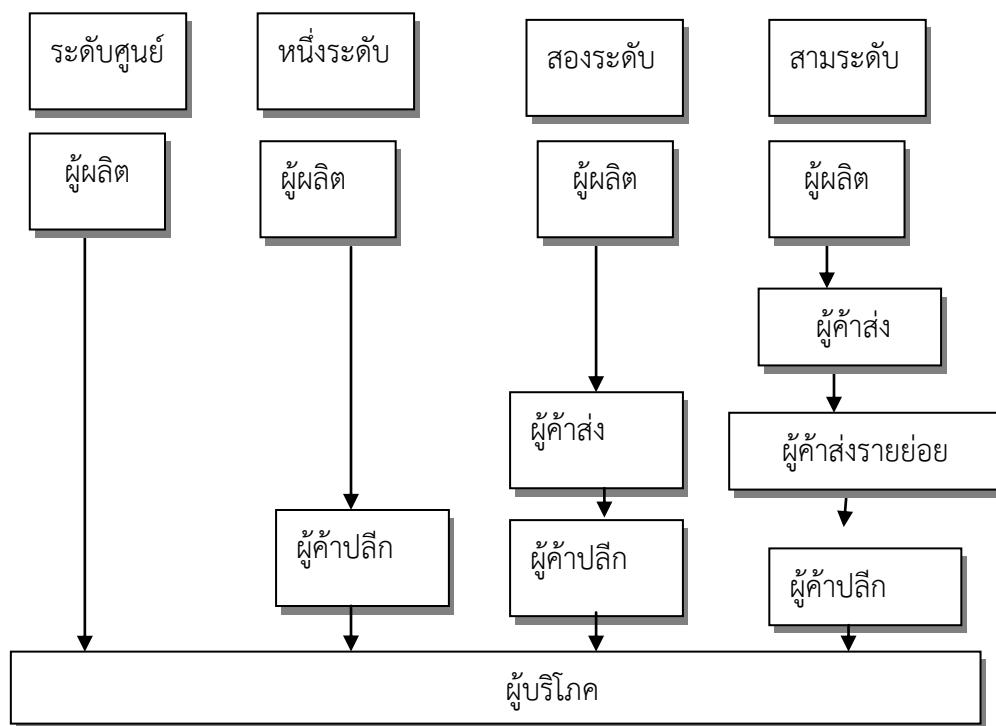 ระดับศูนย์
หนึ่งระดับ
สองระดับ
สามระดับ
ผู้ผลิต
ผู้ผลิต
ผู้ผลิต
ผู้ผลิต
ผู้ค้าส่ง
ผู้ค้าส่ง
ผู้ค้าส่งรายย่อย
ผู้ค้าปลีก
ผู้ค้าปลีก
ผู้ค้าปลีก
ผู้บริโภค